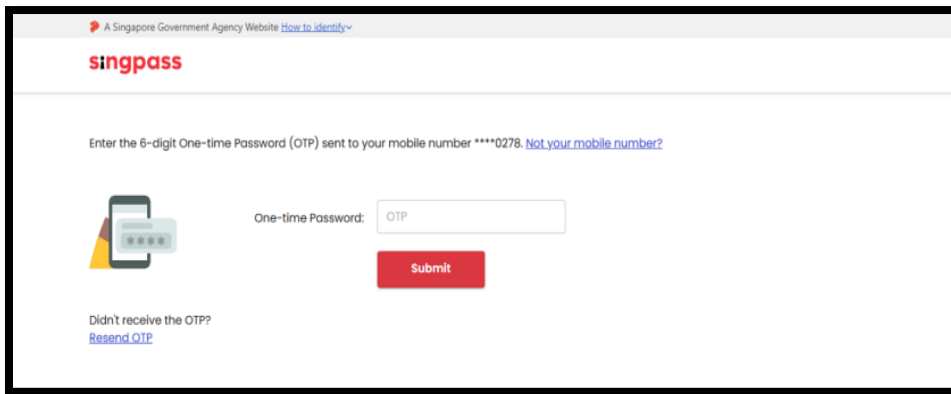 A Singapore Government Agency Website How to identify
singpass
Enter the 6-digit One-time Password (OTP) sent to your mobile number ****0278. Not your mobile number?
One-time Password: OTP
****
Submit
Didn't receive the OTP?
Resend OTP